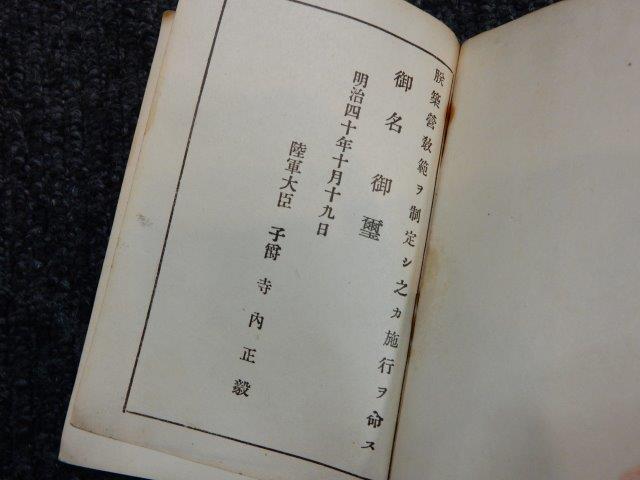 朕築營敎範ヲ制定シ之カ施行ヲ命ス
御名御璽
明治四十年十月十九日
陸軍大臣 子爵 寺内正毅